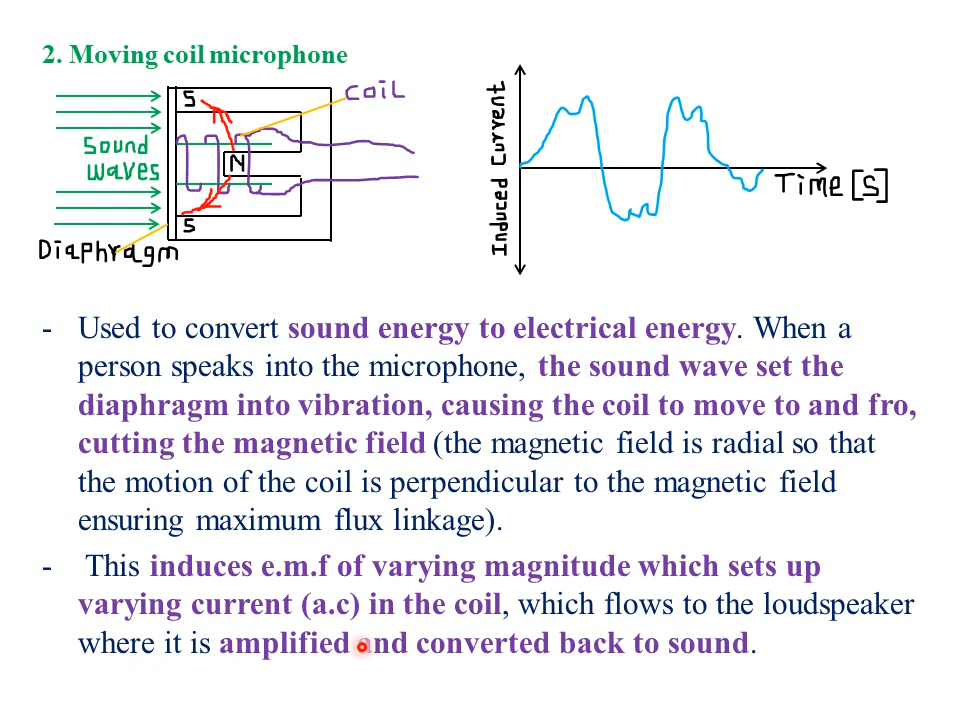 2. Moving coil microphone
S
COIL
Sound
waves
N
S
Diaphragm
Induced Current
Time [S]
- Used to convert sound energy to electrical energy. When a
person speaks into the microphone, the sound wave set the
diaphragm into vibration, causing the coil to move to and fro,
cutting the magnetic field (the magnetic field is radial so that
the motion of the coil is perpendicular to the magnetic field
ensuring maximum flux linkage).
- This induces e.m.f of varying magnitude which sets up
varying current (a.c) in the coil, which flows to the loudspeaker
where it is amplified and converted back to sound.